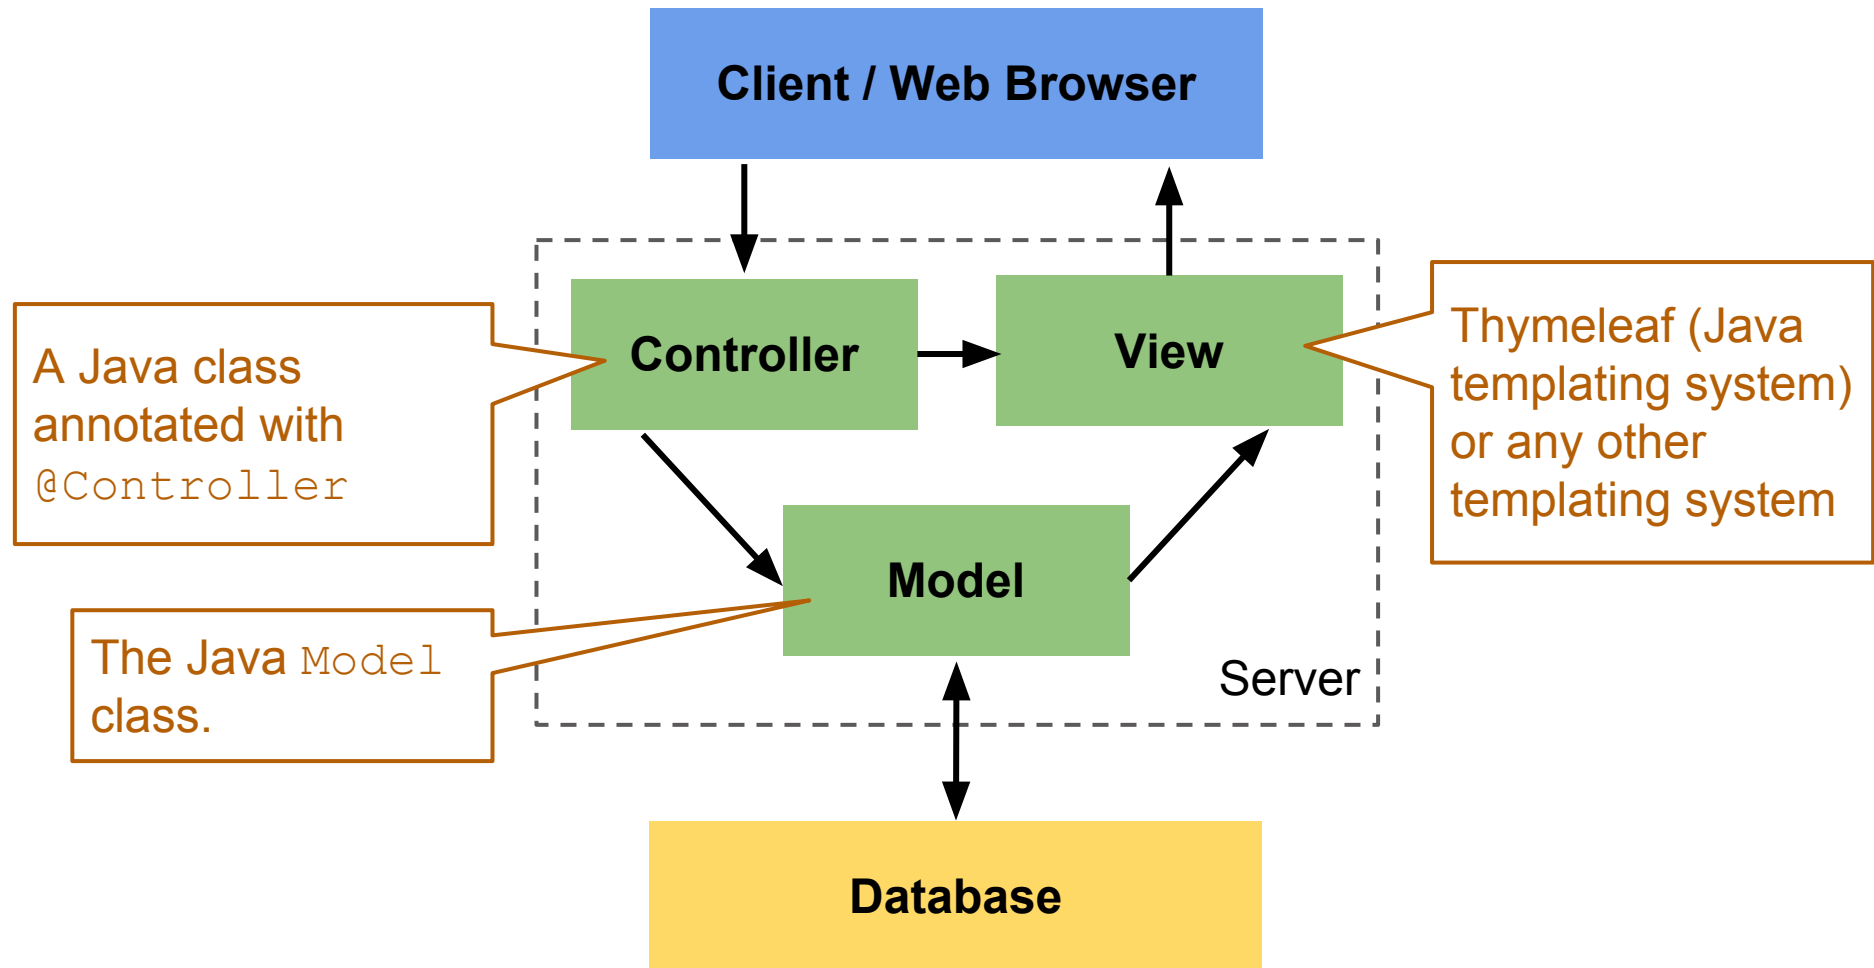 Client / Web Browser
A Java class
annotated with
@Controller
Controller
View
Thymeleaf (Java
templating system)
or any other
templating system
Model
The Java Model
class.
Server
Database